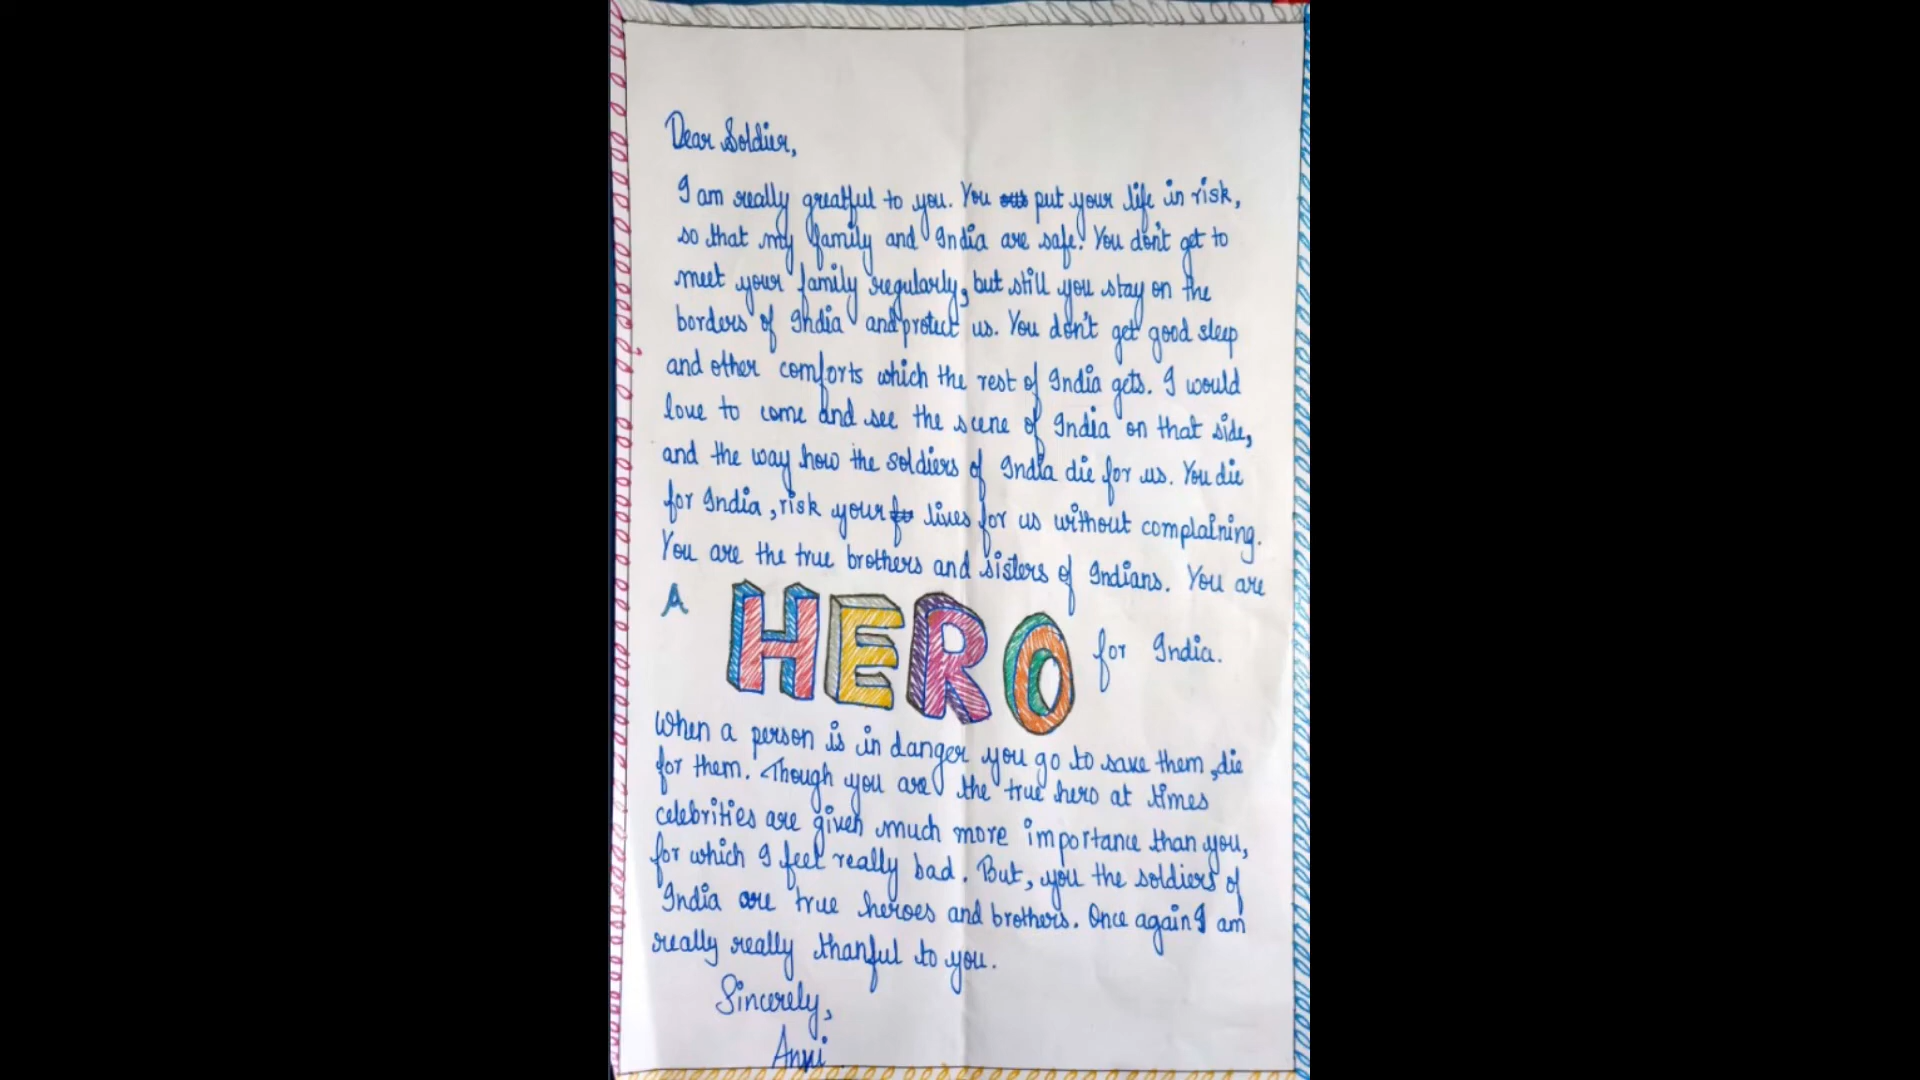 Dear Soldier,
I am really greatful to you. You put your life in risk,
so that my family and India are safe. You don't get to
meet your family regularly, but still you stay on the
borders of India and protect us. You don't get good sleep
and other comforts which the rest of India gets. I would
love to come and see the scene of India on that side,
and the way how the soldiers of India die for us. You die
for India, risk your lives for us without complaining.
You are the true brothers and sisters of Indians. You are
A HERO for India.
When a person is in danger you go to save them, die
for them. Though you are the true hero at times
celebrities are given much more importance than you,
for which I feel really bad. But, you the soldiers of
India are true heroes and brothers. Once again I am
really really thanful to you.
Sincerely,